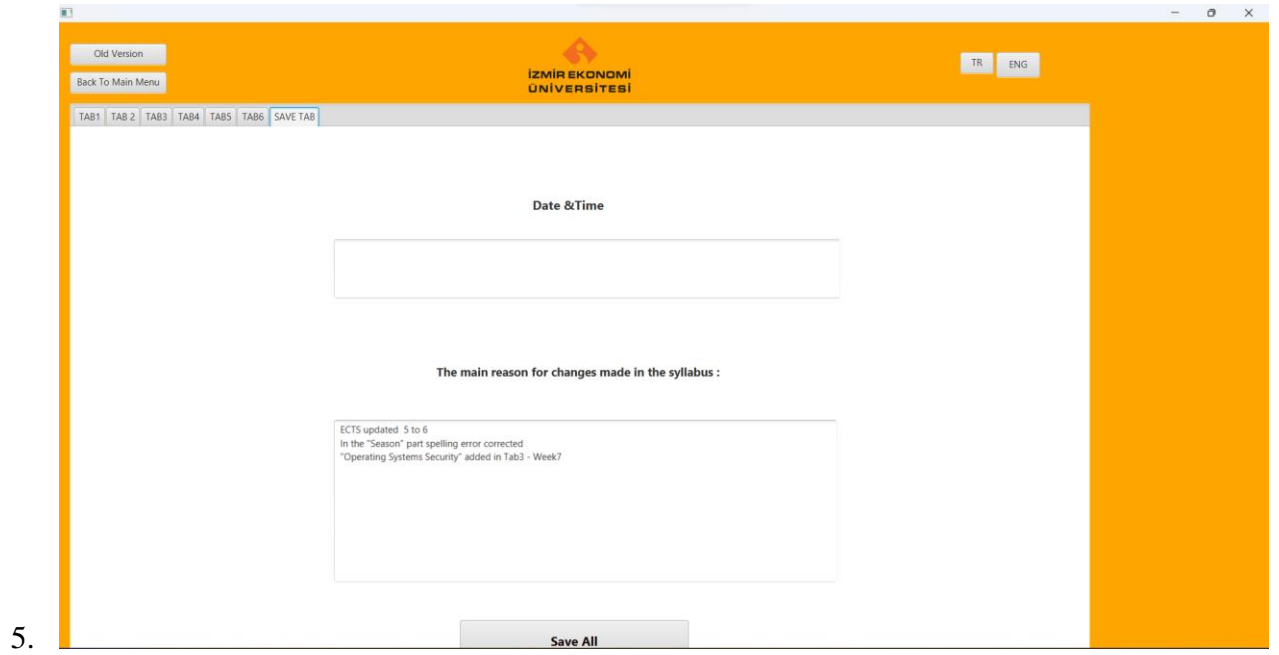 Old Version
Back To Main Menu
İZMİR EKONOMİ
ÜNİVERSİTESİ
TR ENG
TAB1 TAB 2 TAB3 TAB4 TAB5 TAB6 SAVE TAB
Date &Time
The main reason for changes made in the syllabus :
ECTS updated  5 to 6
In the "Season" part spelling error corrected
"Operating Systems Security" added in Tab3 - Week7
Save All
5.